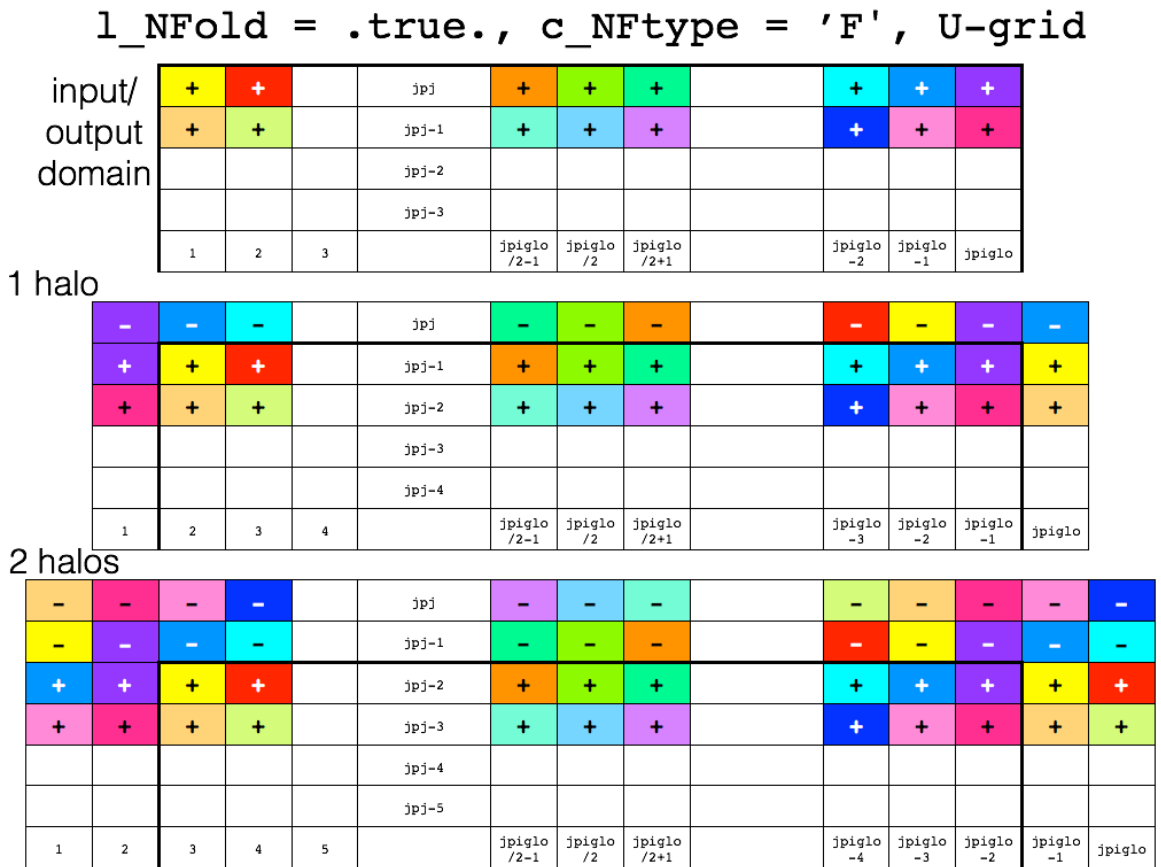 l_NFold = .true., c_NFtype = ’F', U-grid
input/
output
domain
+ + jpj + + + + + +
+ + jpj-1 + + + + + +
jpj-2
jpj-3
1 2 3 jpiglo/2-1 jpiglo/2 jpiglo/2+1 jpiglo-2 jpiglo-1 jpiglo
1 halo
- - - jpj - - - - - - -
+ + + jpj-1 + + + + + + +
+ + + jpj-2 + + + + + + +
jpj-3
jpj-4
1 2 3 4 jpiglo/2-1 jpiglo/2 jpiglo/2+1 jpiglo-3 jpiglo-2 jpiglo-1 jpiglo
2 halos
- - - - jpj - - - - - - - -
- - - - jpj-1 - - - - - - - -
+ + + + jpj-2 + + + + + + + +
+ + + + jpj-3 + + + + + + + +
jpj-4
jpj-5
1 2 3 4 5 jpiglo/2-1 jpiglo/2 jpiglo/2+1 jpiglo-4 jpiglo-3 jpiglo-2 jpiglo-1 jpiglo